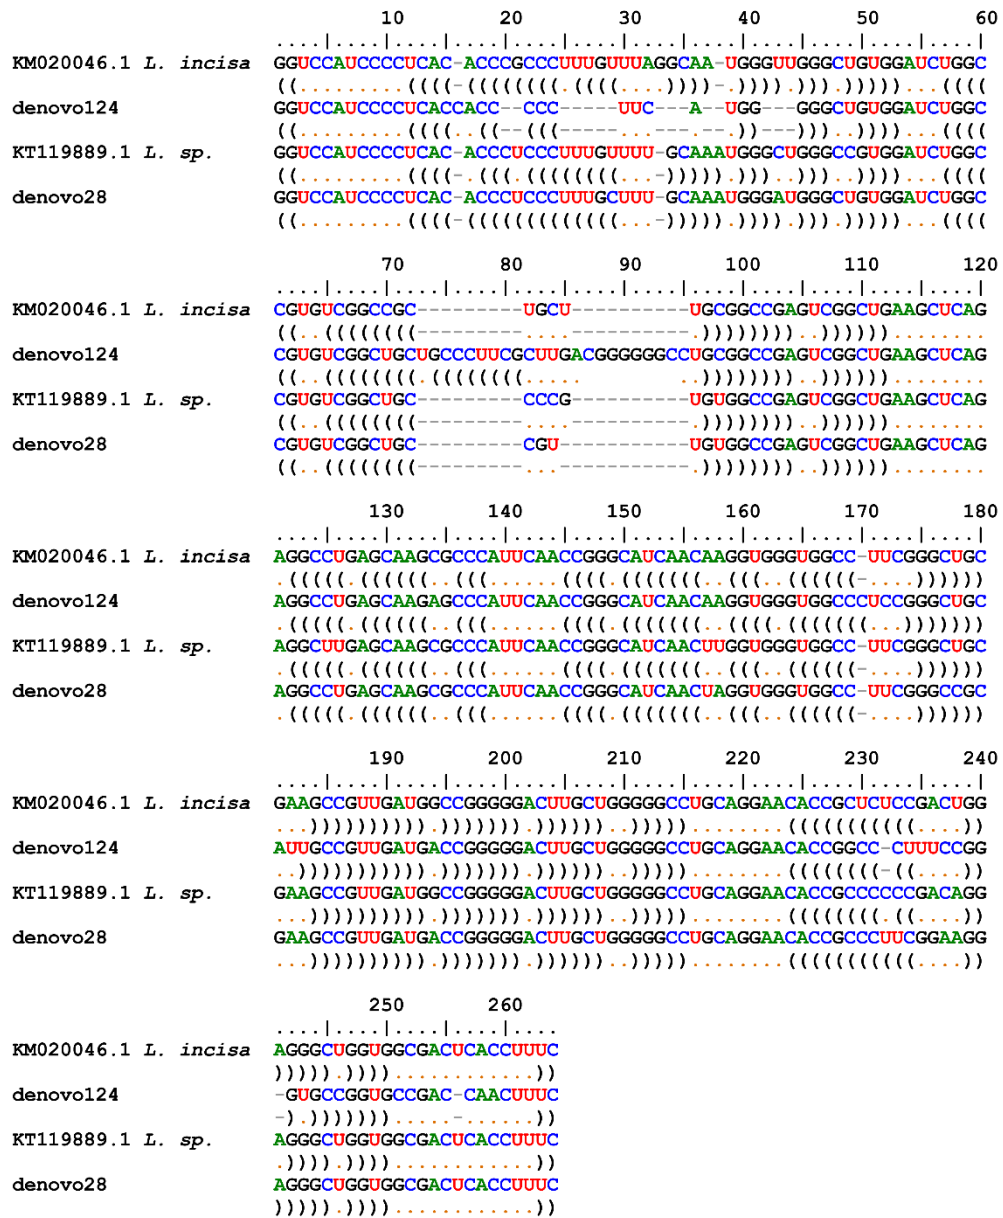 10 20 30 40 50 60
KM020046.1 L. incisa GGUCCAUCCCCUCAC-ACCCGCCCUUUGUUUAGGCAA-UGGGUUGGGCUGUGGAUCUGGC
((.........((((-.(((((((.((((....))))-.))))..))).))))....((((
denovo124 GGUCCAUCCCCUCACCACC--CCC-----UUC--A-UGG---GGGCUGUGGAUCUGGC
((.........((((..((--(((-----...--.-.))---))).))))....((((
KT119889.1 L. sp. GGUCCAUCCCCUCAC-ACCCUCCCUUUGUUUU-GCAAAUGGGCUGGGCCGUGGAUCUGGC
((.........((((-.((((((((((((...-)))))))).)))).))))....((((
denovo28 GGUCCAUCCCCUCAC-ACCCUCCCUUUGCUUU-GCAAAUGGGAUGGGCUGUGGAUCUGGC
((.........((((-((((((((((((...-))))).))).)))).))))....((((
70 80 90 100 110 120
KM020046.1 L. incisa CGUGUCGGCCGC---------UGCU----------UGCGGCCGAGUCGGCUGAAGCUCAG
((..((((((((---------....----------.)))))))).))))))........
denovo124 CGUGUCGGCUGCUGCCCUUCGCUUGACGGGGGGCCUGCGGCCGAGUCGGCUGAAGCUCAG
((..((((((((.((((((((.....)))))))..)))))))).))))))........
KT119889.1 L. sp. CGUGUCGGCUGC---------CCCG----------UGUGGCCGAGUCGGCUGAAGCUCAG
((..((((((((---------....----------.)))))))).))))))........
denovo28 CGUGUCGGCUGC---------CGU-----------UGUGGCCGAGUCGGCUGAAGCUCAG
((..((((((((---------...-----------.))))))))..))))))........
130 140 150 160 170 180
KM020046.1 L. incisa AGGCCUGAGCAAGCGCCCAUUCAACCGGGCAUCAACAAGGUGGGUGGCC-UUCGGGCUGC
.(((((.((((((..(((......((((.(((((((..(((..((((((-....))))))
denovo124 AGGCCUGAGCAAGAGCCCAUUCAACCGGGCAUCAACAAGGUGGGUGGCCCUCCGGGCUGC
.(((((.((((((..(((......((((.(((((((..(((..((((((.....))))))
KT119889.1 L. sp. AGGCUUGAGCAAGCGCCCAUUCAACCGGGCAUCAACUUGGUGGGUGGCC-UUCGGGCUGC
.(((((.((((((..(((......((((.(((((((..(((..((((((-....))))))
denovo28 AGGCCUGAGCAAGCGCCCAUUCAACCGGGCAUCAACUAGGUGGGUGGCC-UUCGGGCCGC
.(((((.((((((..(((......((((.(((((((..(((..((((((-....))))))
190 200 210 220 230 240
KM020046.1 L. incisa GAAGCCGUUGAUGGCCGGGGGACUUGCUGGGGGCCUGCAGGAACACCGCUCUCCGACUGG
...)))))))))).)))))))..))))))..)))))........(((((((((((....))
denovo124 AUUGCCGUUGAUGACCGGGGGACUUGCUGGGGGCCUGCAGGAACACCGGCC-CUUUCCGG
..))))))))))).)))))))..))))))..)))))........((((((((-((....))
KT119889.1 L. sp. GAAGCCGUUGAUGGCCGGGGGACUUGCUGGGGGCCUGCAGGAACACCGCCCCCCGACAGG
...)))))))))).)))))))..))))))..)))))........(((((((.((....))
denovo28 GAAGCCGUUGAUGACCGGGGGACUUGCUGGGGGCCUGCAGGAACACCGCCCUUCGGAAGG
...)))))))))).)))))))..))))))..)))))........(((((((((((....))
250 260
KM020046.1 L. incisa AGGGCUGGUGGCGACUCACCUUUC
))))).))))............))
denovo124 -GUGCCGGUGCCGAC-CAACUUUC
-).))))))).....-......))
KT119889.1 L. sp. AGGGCUGGUGGCGACUCACCUUUC
.)))).))))............))
denovo28 AGGGCUGGUGGCGACUCACCUUUC
))))).))))............))